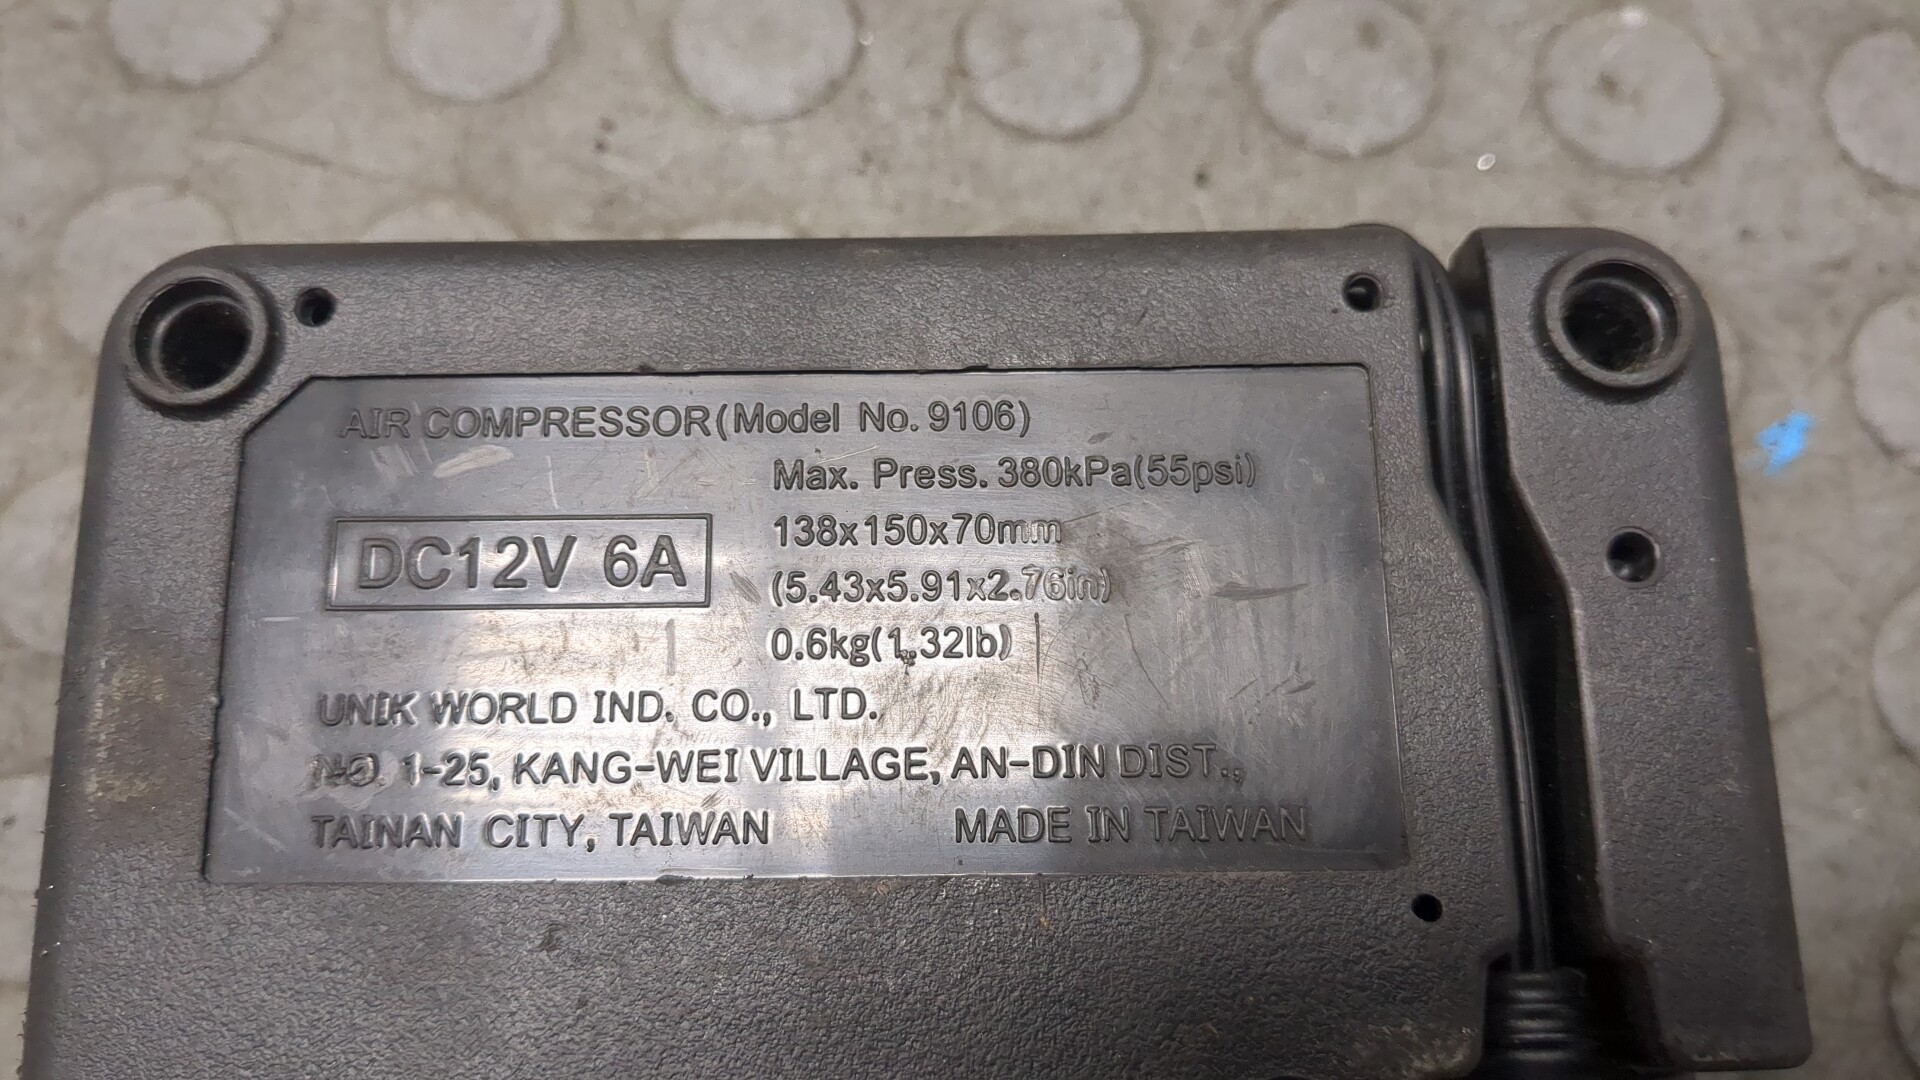 AIR COMPRESSOR(Model No. 9106)
Max. Press. 380kPa(55psi)
138x150x70mm
DC12V 6A
(5.43x5.91x2.76in)
0.6kg(1.32lb)
UNIK WORLD IND. CO., LTD.
NO. 1-25, KANG-WEI VILLAGE, AN-DIN DIST.,
TAINAN CITY, TAIWAN MADE IN TAIWAN